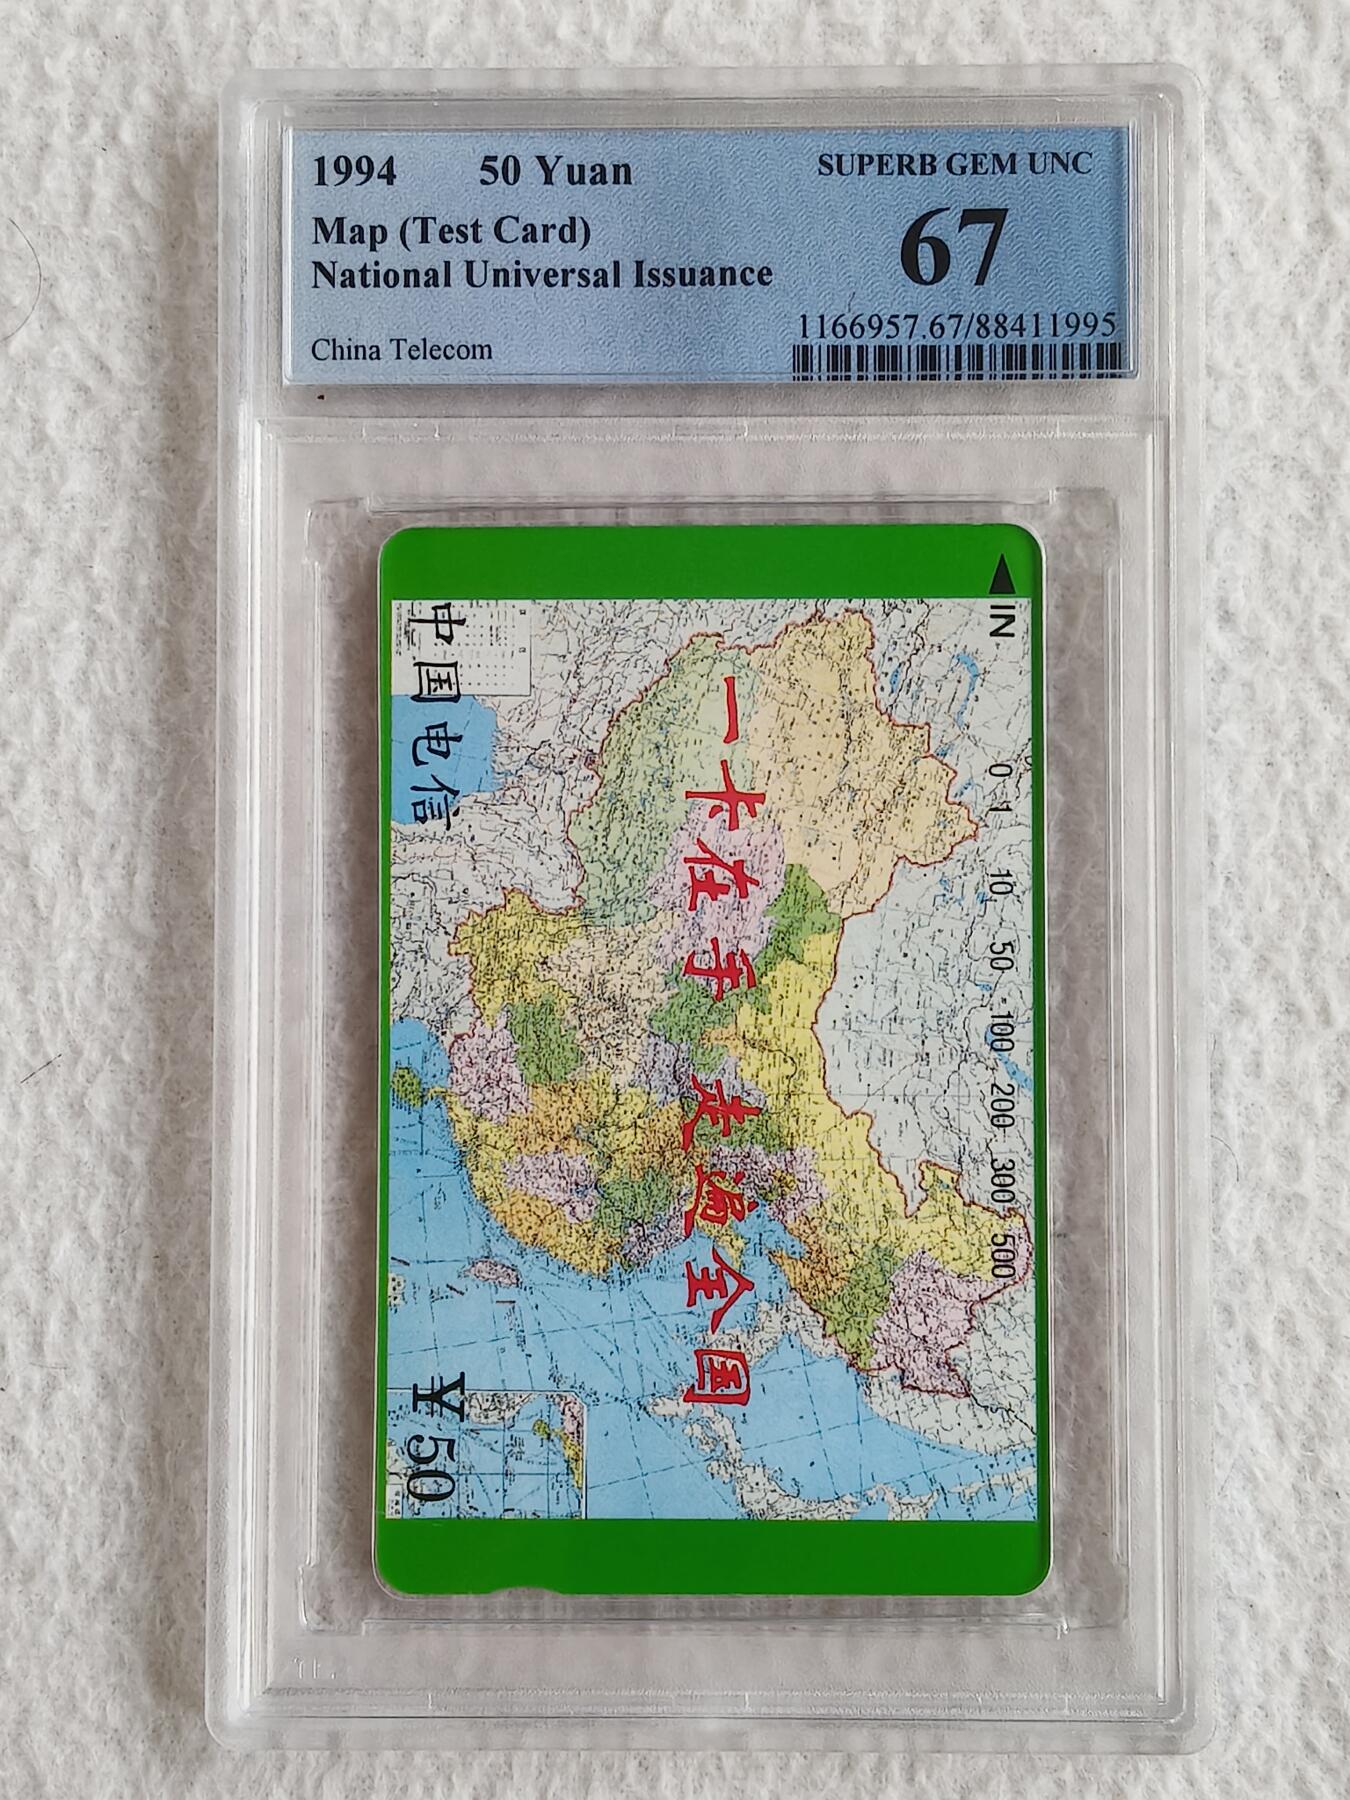 1994 50 Yuan
Map (Test Card)
National Universal Issuance
China Telecom
SUPERB GEM UNC
67
1166957.67/88411995
◀IN
0 1 10 50 100 200 300 500
一卡在手 走遍全国
中国电信
¥50